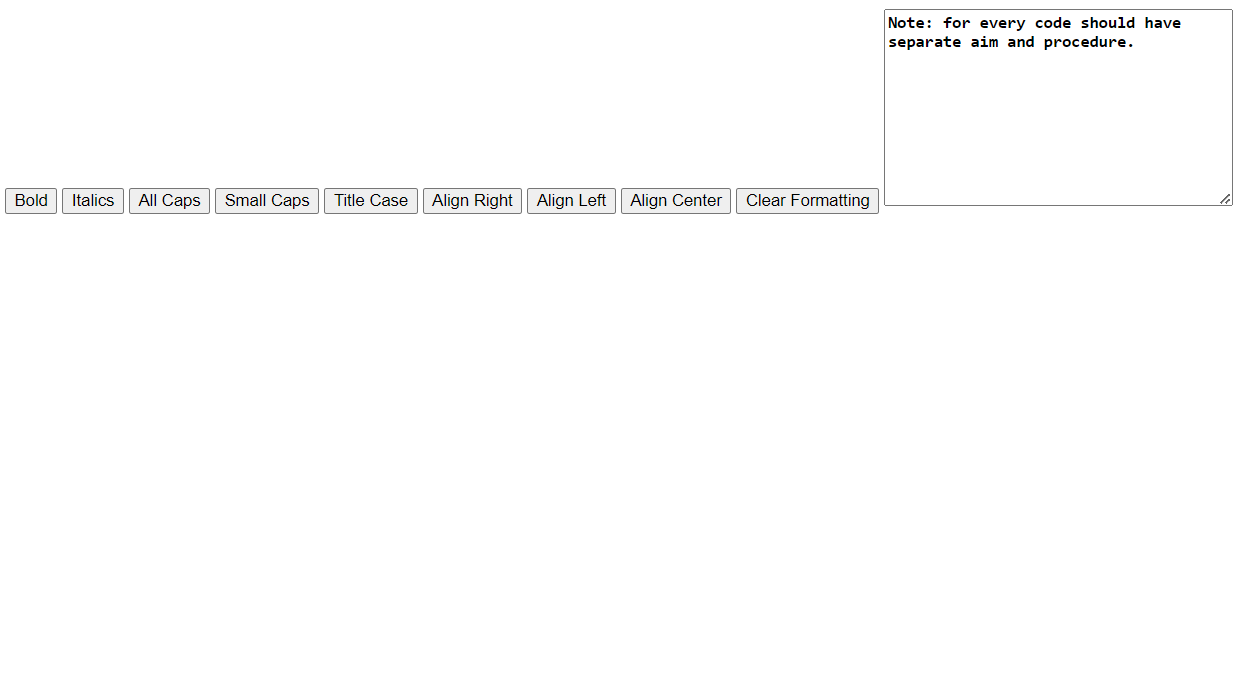 Note: for every code should have
separate aim and procedure.
Bold Italics All Caps Small Caps Title Case Align Right Align Left Align Center Clear Formatting